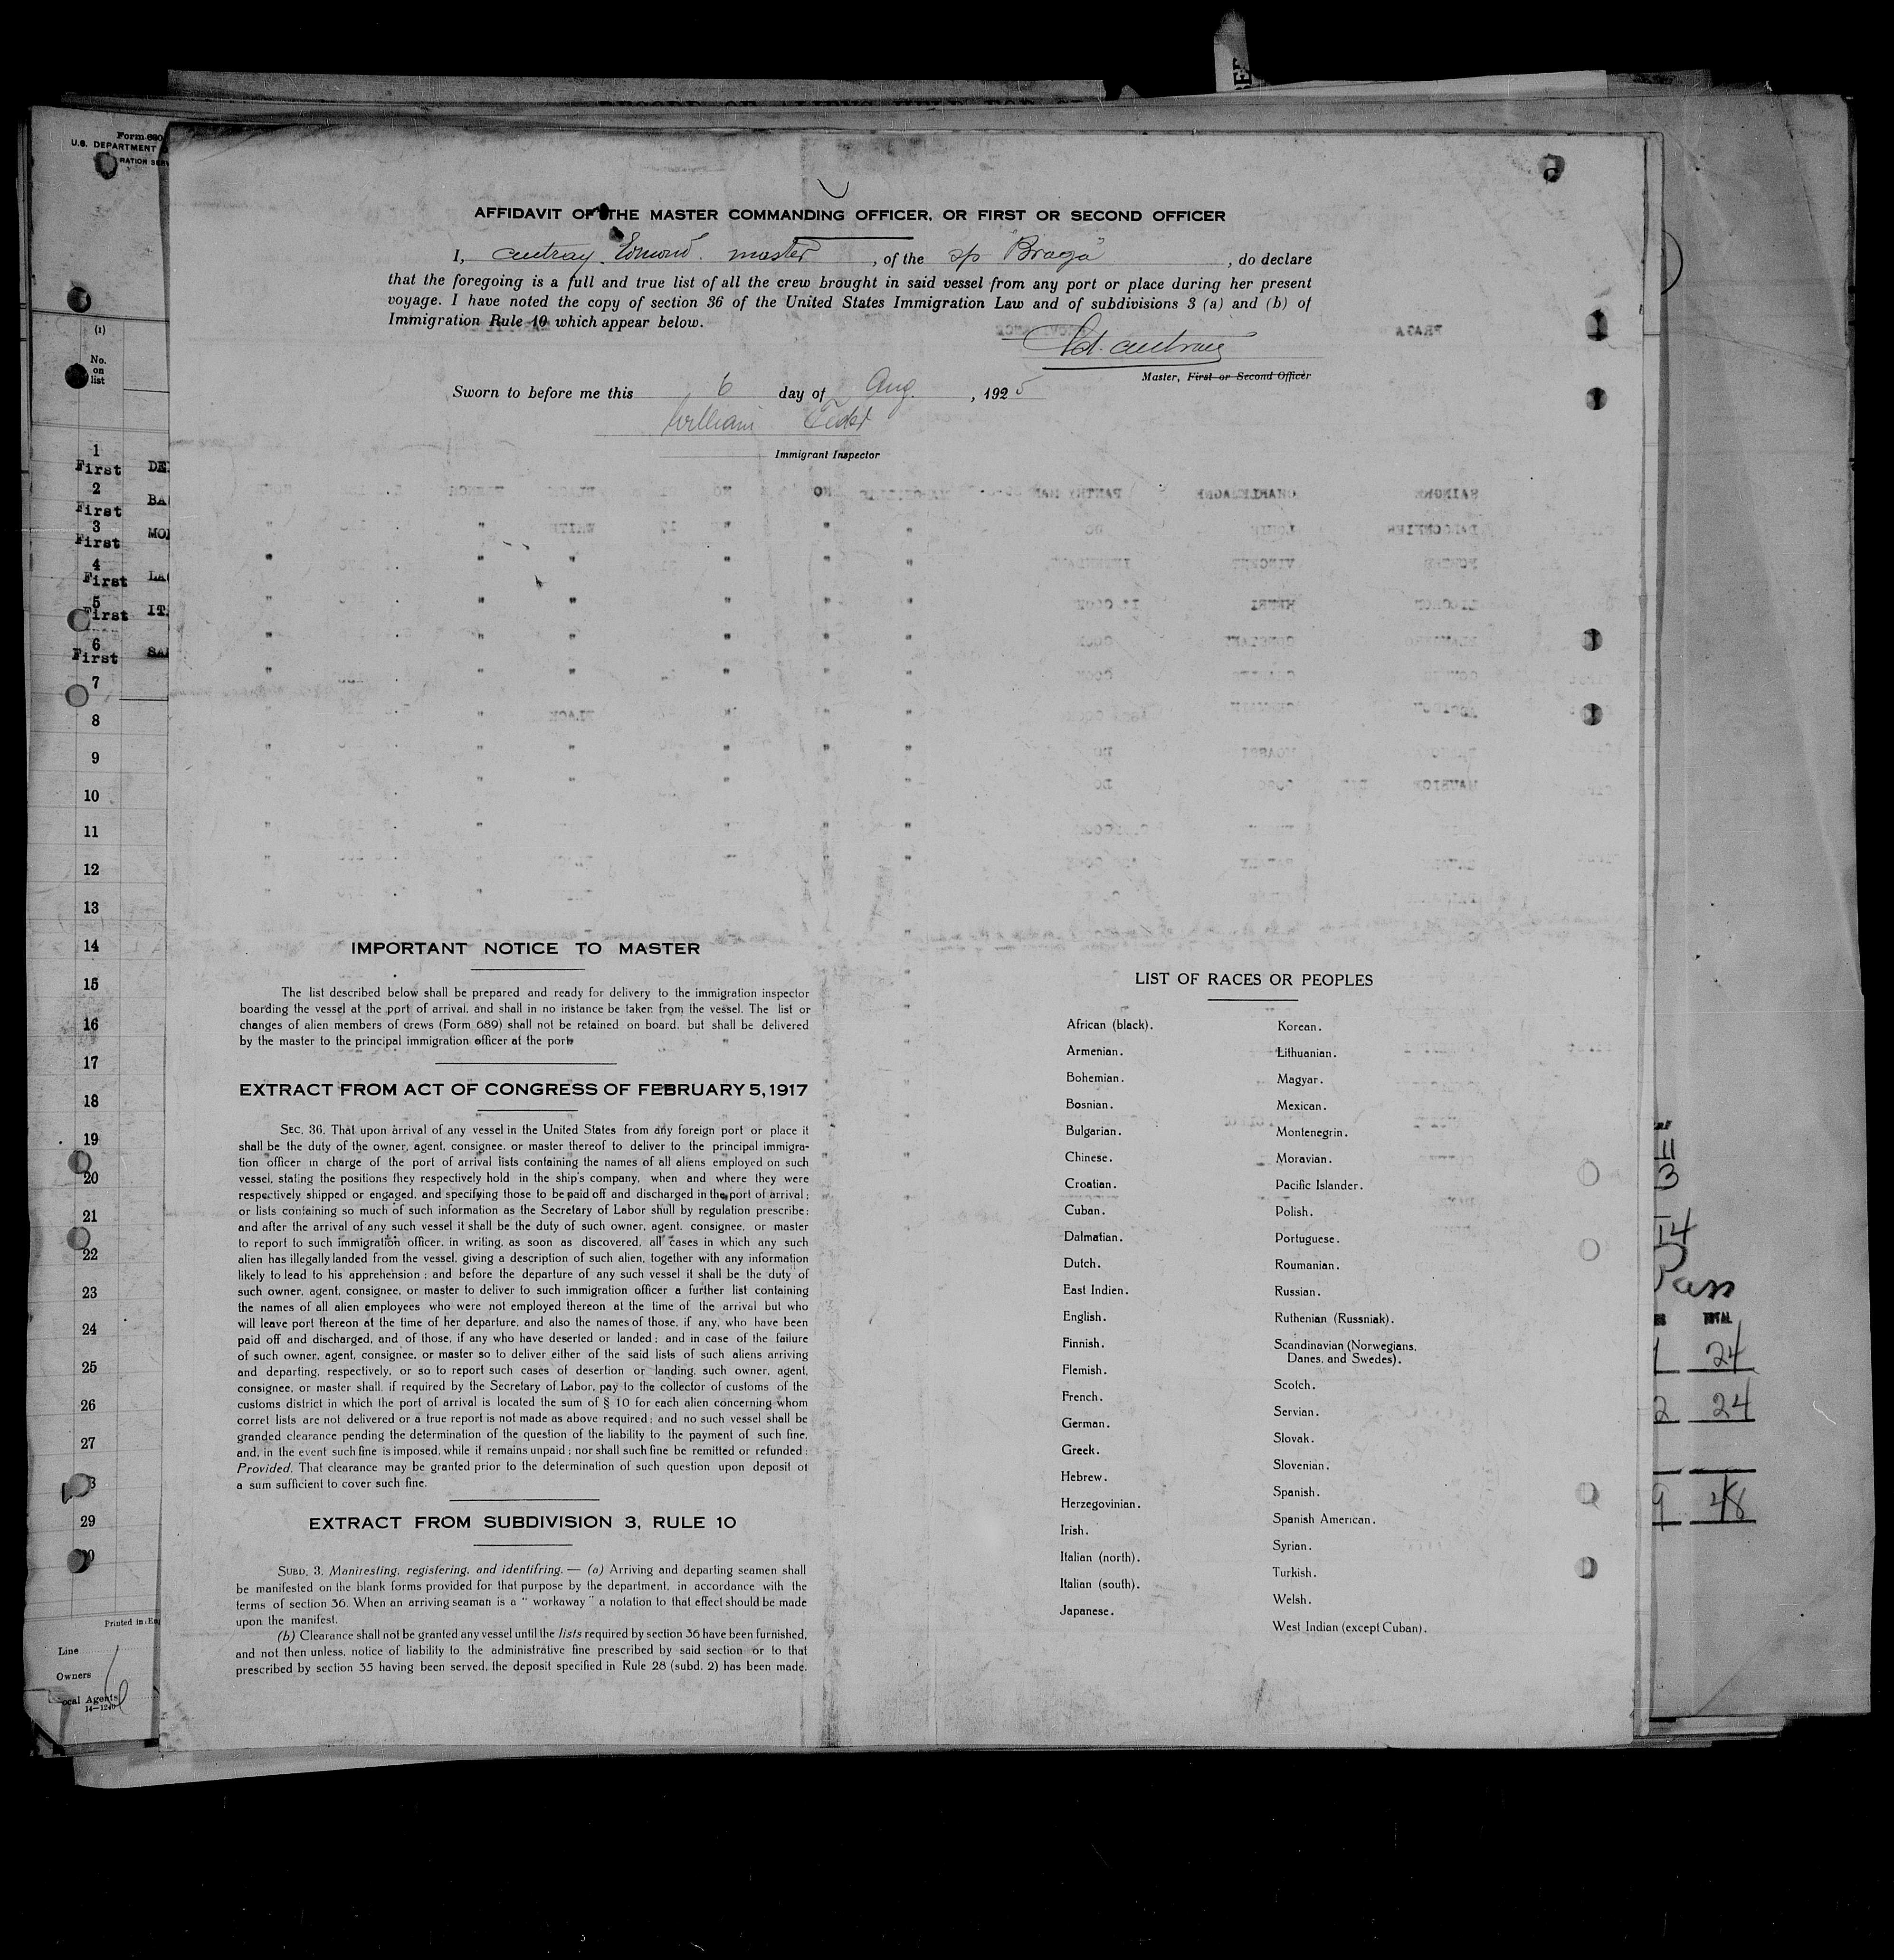 Form 680
U.S. DEPARTMENT
RATION SERV
AFFIDAVIT OF THE MASTER COMMANDING OFFICER, OR FIRST OR SECOND OFFICER
I, Autray Edmond. master, of the s/s "Braga", do declare
that the foregoing is a full and true list of all the crew brought in said vessel from any port or place during her present
voyage. I have noted the copy of section 36 of the United States Immigration Law and of subdivisions 3 (a) and (b) of
Immigration Rule 10 which appear below.
Master, First or Second Officer
Sworn to before me this 6 day of Aug., 1925
William
Immigrant Inspector
(1)
No.
on
list
1
First DE
2
First BA
3
First MO
4
First LA
5
First IT
6
First SA
7
8
9
10
11
12
13
14
15
16
17
18
19
20
21
22
23
24
25
26
27
29
Printed in En
Line
Owners
Local Agents
14—1240
IMPORTANT NOTICE TO MASTER
The list described below shall be prepared and ready for delivery to the immigration inspector
boarding the vessel at the port of arrival, and shall in no instance be taken from the vessel. The list or
changes of alien members of crews (Form 689) shall not be retained on board, but shall be delivered
by the master to the principal immigration officer at the port.
EXTRACT FROM ACT OF CONGRESS OF FEBRUARY 5, 1917
SEC. 36. That upon arrival of any vessel in the United States from any foreign port or place it
shall be the duty of the owner, agent, consignee, or master thereof to deliver to the principal immigra-
tion officer in charge of the port of arrival lists containing the names of all aliens employed on such
vessel, stating the positions they respectively hold in the ship's company, when and where they were
respectively shipped or engaged, and specifying those to be paid off and discharged in the port of arrival;
or lists containing so much of such information as the Secretary of Labor shull by regulation prescribe;
and after the arrival of any such vessel it shall be the duty of such owner, agent, consignee, or master
to report to such immigration officer, in writing, as soon as discovered, all cases in which any such
alien has illegally landed from the vessel, giving a description of such alien, together with any information
likely to lead to his apprehension; and before the departure of any such vessel it shall be the duty of
such owner, agent, consignee, or master to deliver to such immigration officer a further list containing
the names of all alien employees who were not employed thereon at the time of the arrival but who
will leave port thereon at the time of her departure, and also the names of those, if any, who have been
paid off and discharged, and of those, if any who have deserted or landed; and in case of the failure
of such owner, agent, consignee, or master so to deliver either of the said lists of such aliens arriving
and departing, respectively, or so to report such cases of desertion or landing, such owner, agent,
consignee, or master shall, if required by the Secretary of Labor, pay to the collector of customs of the
customs district in which the port of arrival is located the sum of § 10 for each alien concerning whom
corret lists are not delivered or a true report is not made as above required; and no such vessel shall be
granded clearance pending the determination of the question of the liability to the payment of such fine,
and, in the event such fine is imposed, while it remains unpaid; nor shall such fine be remitted or refunded:
Provided, That clearance may be granted prior to the determination of such question upon deposit of
a sum sufficient to cover such fine.
EXTRACT FROM SUBDIVISION 3, RULE 10
SUBD. 3. Maniresting, registering, and identifring. — (a) Arriving and departing seamen shall
be manifested on the blank forms provided for that purpose by the department, in accordance with the
terms of section 36. When an arriving seaman is a " workaway " a notation to that effect should be made
upon the manifest.
(b) Clearance shall not be granted any vessel until the lists required by section 36 have been furnished,
and not then unless, notice of liability to the administrative fine prescribed by said section or to that
prescribed by section 35 having been served, the deposit specified in Rule 28 (subd. 2) has been made.
LIST OF RACES OR PEOPLES
African (black).
Armenian.
Bohemian.
Bosnian.
Bulgarian.
Chinese.
Croatian.
Cuban.
Dalmatian.
Dutch.
East Indien.
English.
Finnish.
Flemish.
French.
German.
Greek.
Hebrew.
Herzegovinian.
Irish.
Italian (north).
Italian (south).
Japanese.
Korean.
Lithuanian.
Magyar.
Mexican.
Montenegrin.
Moravian.
Pacific Islander.
Polish.
Portuguese.
Roumanian.
Russian.
Ruthenian (Russniak).
Scandinavian (Norwegians,
Danes, and Swedes).
Scotch.
Servian.
Slovak.
Slovenian.
Spanish.
Spanish American.
Syrian.
Turkish.
Welsh.
West Indian (except Cuban).
TOTAL
24
24
48